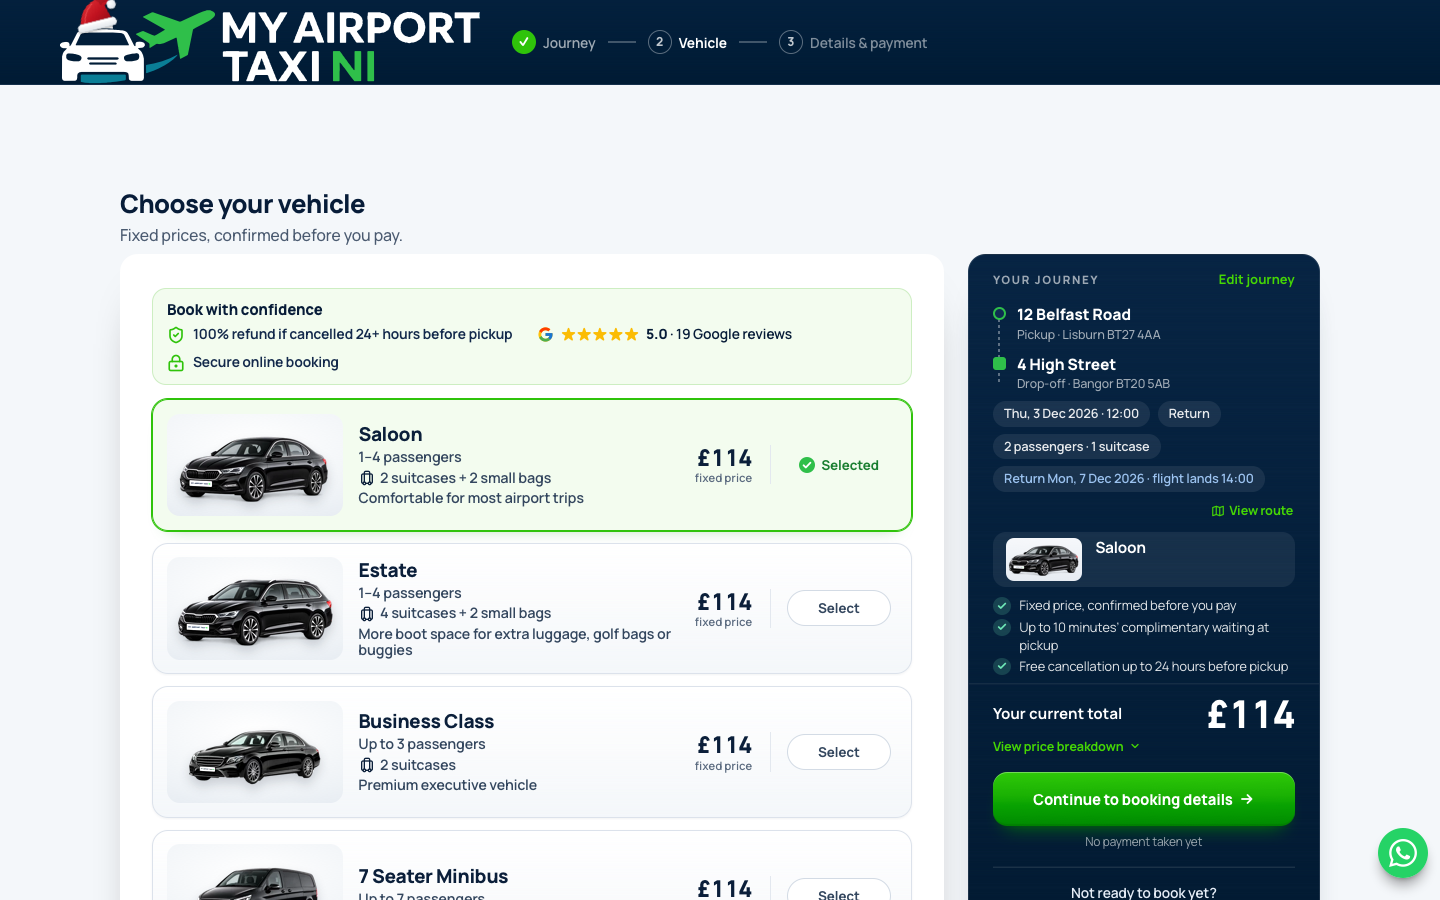 MY AIRPORT
TAXI NI
Journey
2 Vehicle
3 Details & payment
Choose your vehicle
Fixed prices, confirmed before you pay.
Book with confidence
100% refund if cancelled 24+ hours before pickup
5.0 · 19 Google reviews
Secure online booking
Saloon
1–4 passengers
2 suitcases + 2 small bags
Comfortable for most airport trips
£114
fixed price
Selected
Estate
1–4 passengers
4 suitcases + 2 small bags
More boot space for extra luggage, golf bags or
buggies
£114
fixed price
Select
Business Class
Up to 3 passengers
2 suitcases
Premium executive vehicle
£114
fixed price
Select
7 Seater Minibus
Up to 7 passengers
£114
Select
YOUR JOURNEY
Edit journey
12 Belfast Road
Pickup · Lisburn BT27 4AA
4 High Street
Drop-off · Bangor BT20 5AB
Thu, 3 Dec 2026 · 12:00
Return
2 passengers · 1 suitcase
Return Mon, 7 Dec 2026 · flight lands 14:00
View route
Saloon
Fixed price, confirmed before you pay
Up to 10 minutes' complimentary waiting at
pickup
Free cancellation up to 24 hours before pickup
Your current total
£114
View price breakdown
Continue to booking details
No payment taken yet
Not ready to book yet?